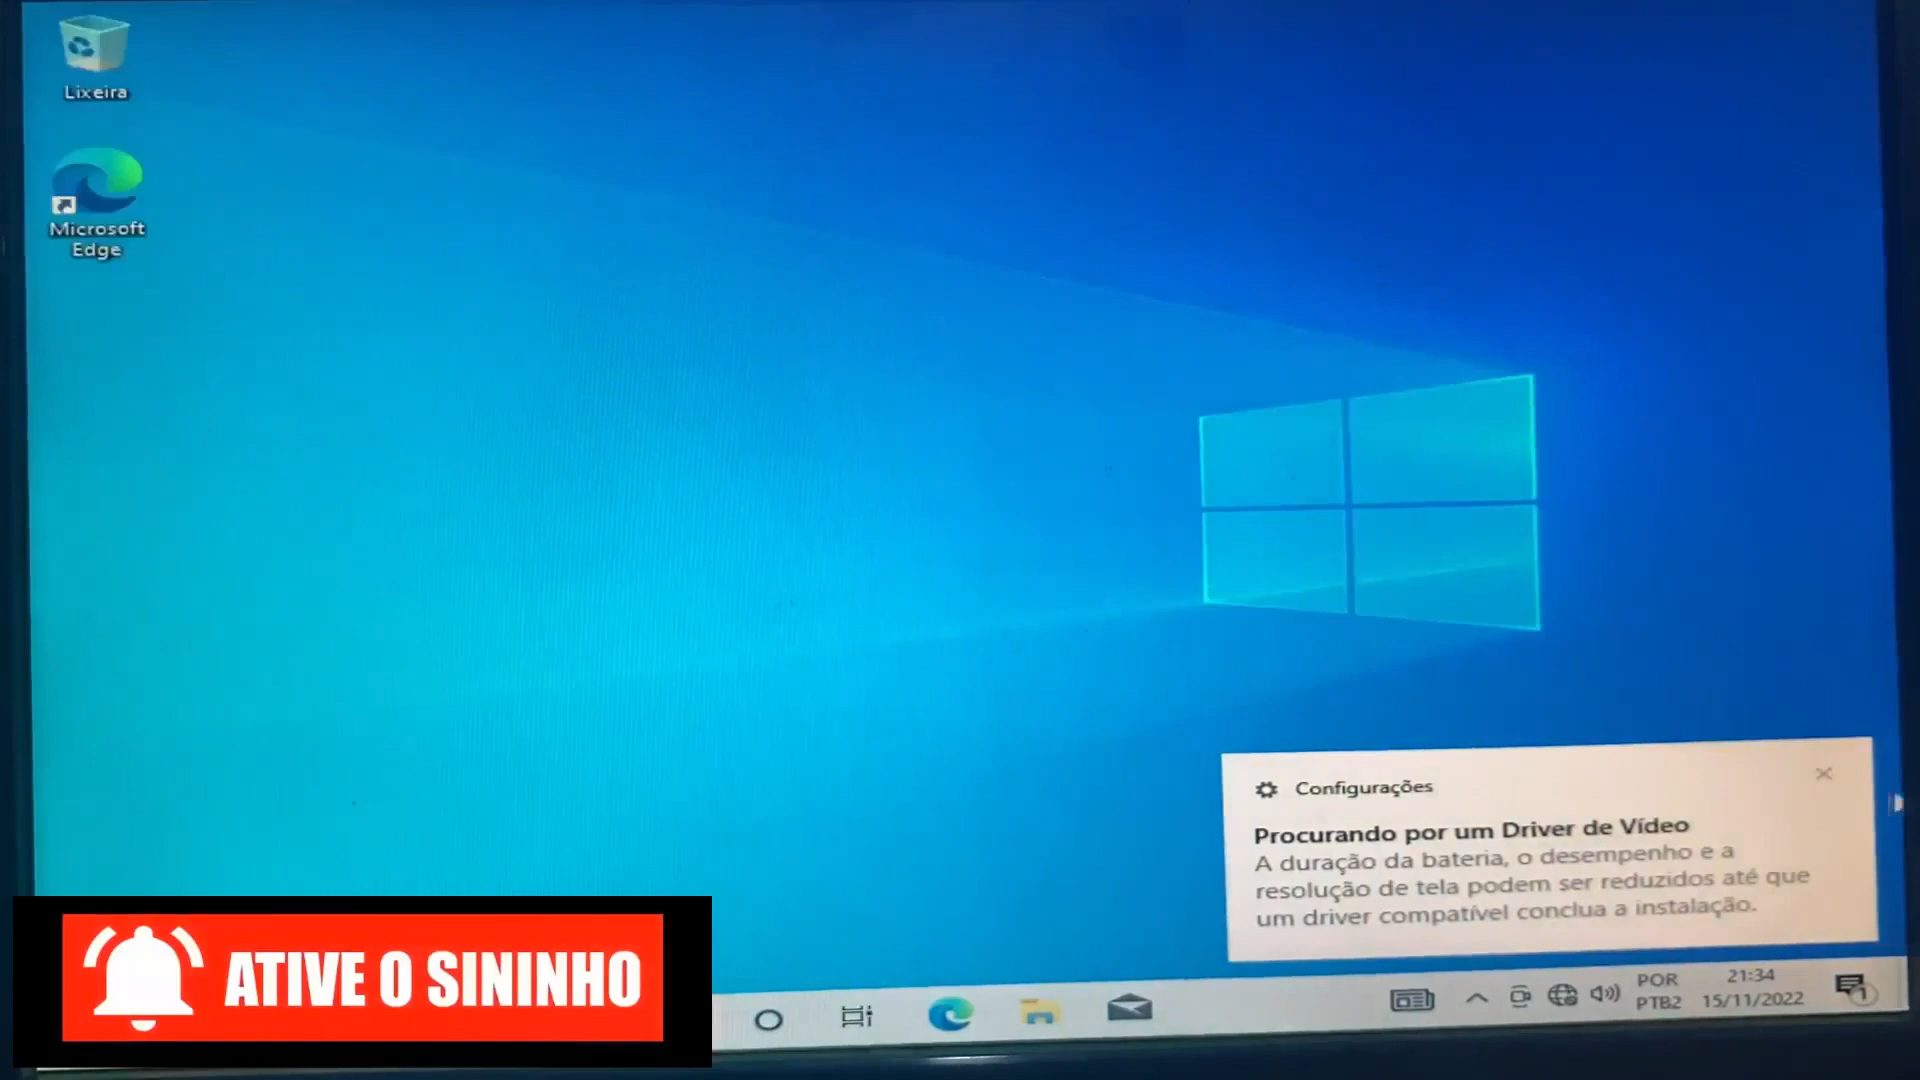 Lixeira
Microsoft
Edge
Configurações
Procurando por um Driver de Vídeo
A duração da bateria, o desempenho e a
resolução de tela podem ser reduzidos até que
um driver compatível conclua a instalação.
ATIVE O SININHO
POR
PTB2
21:34
15/11/2022
1